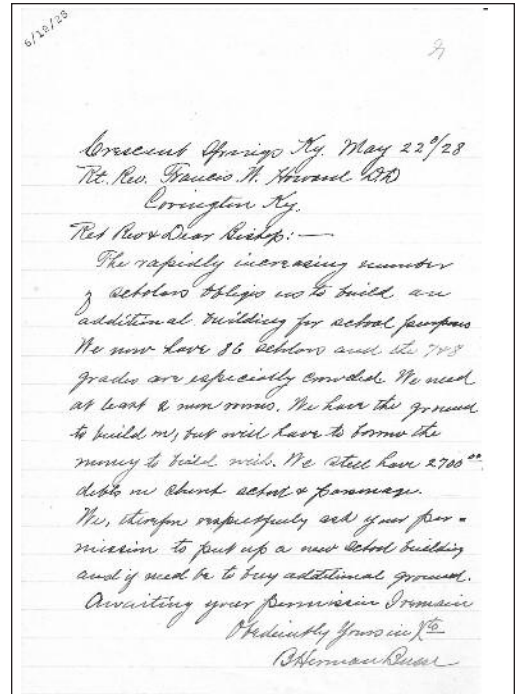 6/12/28
Crescent Springs Ky. May 22d/28
Rt. Rev. Francis W. Howard DD
Covington Ky.
Ret Rev & Dear Bishop: —
The rapidly increasing number
of scholars obliges us to build an
additional building for school purposes
We now have 86 scholars and the 7&8
grades are especially crowded. We need
at least 2 more rooms. We have the ground
to build on, but will have to borrow the
money to build with. We still have 2700 00
debts on church school & parsonage.
We, therefore respectfully ask your per=
mission to put up a new school building
and if need be to buy additional ground.
Awaiting your permission I remain
Obediently Yours in Xto
B Herman Busse